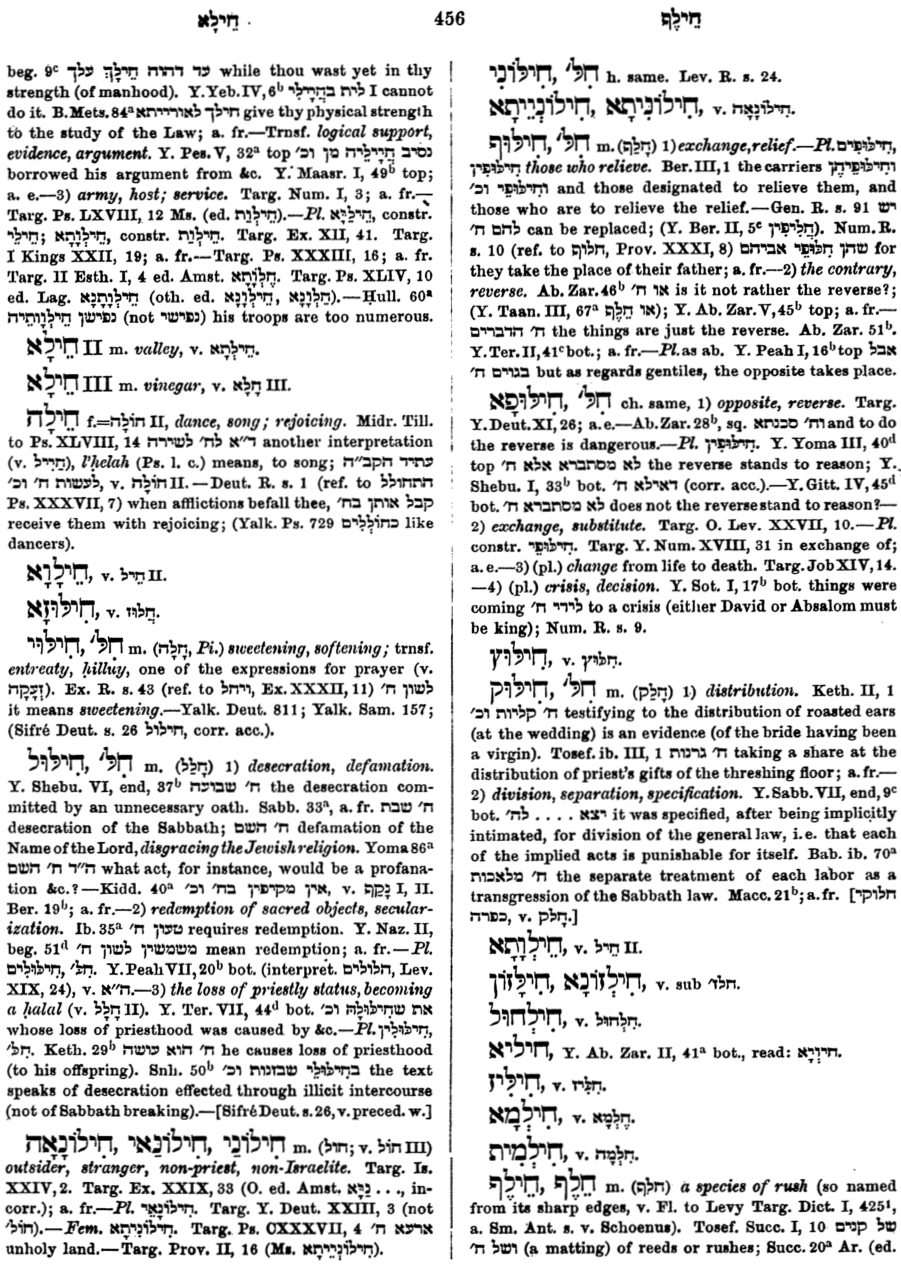 חֵילָא
456
חֵילֶף
beg. 9ᶜ עד דהוה חֵילָךְ עלך while thou wast yet in thy
strength (of manhood). Y.Yeb.IV,6ᵇ לית בְּחֵיְילִי I cannot
do it. B.Mets.84ᵃ חילך לאורייתא give thy physical strength
to the study of the Law; a. fr.—Trnsf. logical support,
evidence, argument. Y. Pes. V, 32ᵃ top נסיב חֵיילֵיהּ מן וכ׳
borrowed his argument from &c. Y. Maasr. I, 49ᵇ top;
a. e.—3) army, host; service. Targ. Num. I, 3; a. fr.—
Targ. Ps. LXVIII, 12 Ms. (ed. חֵילְוַת).—Pl. חֵילַיָּא, constr.
חֵילֵי; חֵילְוָתָא, constr. חֵילְוַת. Targ. Ex. XII, 41. Targ.
I Kings XXII, 19; a. fr.—Targ. Ps. XXXIII, 16; a. fr.
Targ. II Esth. I, 4 ed. Amst. חֵלְוָתָא. Targ. Ps. XLIV, 10
ed. Lag. חֵילְוָתָנָא (oth. ed. חֵילְוָנָא, חֵלְוָנָא).—Ḥull. 60ᵃ
נפישן חֵילְוָותֵיהּ (not נפישי) his troops are too numerous.
חֵילָא II m. valley, v. חֵילְתָא.
חֵילָא III m. vinegar, v. חַלָּא III.
חִילָה f.=חוֹלָה II, dance, song; rejoicing. Midr. Till.
to Ps. XLVIII, 14 ד״א לח׳ לשירה another interpretation
(v. חַיִיל), l'ḥelah (Ps. l. c.) means, to song; עתיד הקב״ה
לעשות ח׳ וכ׳, v. חוֹלָה II.—Deut. R. s. 1 (ref. to התחולל
Ps. XXXVII, 7) when afflictions befall thee, קבל אותן בח׳
receive them with rejoicing; (Yalk. Ps. 729 כחוֹלְלִים like
dancers).
חֵילָוָא, v. חַיִל II.
חִילּוּזָא, v. חִלּוּז.
חִילּוּי, חִלּ׳ m. (חָלָה, Pi.) sweetening, softening; trnsf.
entreaty, ḥilluy, one of the expressions for prayer (v.
זְעָקָה). Ex. R. s. 43 (ref. to ויחל, Ex. XXXII, 11) לשון ח׳
it means sweetening.—Yalk. Deut. 811; Yalk. Sam. 157;
(Sifré Deut. s. 26 חילול, corr. acc.).
חִילּוּל, חִלּ׳ m. (חָלַל) 1) desecration, defamation.
Y. Shebu. VI, end, 37ᵇ ח׳ שבועה the desecration com-
mitted by an unnecessary oath. Sabb. 33ᵃ, a. fr. ח׳ שבת
desecration of the Sabbath; ח׳ השם defamation of the
Name of the Lord, disgracing the Jewish religion. Yoma 86ᵃ
ה״ד ח׳ השם what act, for instance, would be a profana-
tion &c.?—Kidd. 40ᵃ אין מקיפין בח׳ וכ׳, v. נָקַף I, II.
Ber. 19ᵇ; a. fr.—2) redemption of sacred objects, secular-
ization. Ib. 35ᵃ טעון ח׳ requires redemption. Y. Naz. II,
beg. 51ᵈ משמשין לשון ח׳ mean redemption; a. fr.—Pl.
חִילּוּלִים, חִלּ׳. Y.Peah VII, 20ᵇ bot. (interpret. הלולים, Lev.
XIX, 24), v. ח״א.—3) the loss of priestly status, becoming
a ḥalal (v. חָלָל II). Y. Ter. VII, 44ᵈ bot. את שחִילּוּלָהּ וכ׳
whose loss of priesthood was caused by &c.—Pl. חִילּוּלִין,
חִלּ׳. Keth. 29ᵇ ח׳ הוא עושה he causes loss of priesthood
(to his offspring). Snh. 50ᵇ בחִילּוּלֵי שבזנות וכ׳ the text
speaks of desecration effected through illicit intercourse
(not of Sabbath breaking).—[Sifré Deut. s. 26, v. preced. w.]
חִילוֹנַי, חִילוֹנַאי, חִילוֹנָאָה m. (חול; v. חוֹל III)
outsider, stranger, non-priest, non-Israelite. Targ. Is.
XXIV, 2. Targ. Ex. XXIX, 33 (O. ed. Amst. נַיָּא . . ., in-
corr.); a. fr.—Pl. חִילוֹנָאֵי. Targ. Y. Deut. XXIII, 3 (not
חוֹל׳).—Fem. חִילוֹנַיתָא. Targ. Ps. CXXXVII, 4 ארעא ח׳
unholy land.—Targ. Prov. II, 16 (Ms. חִילוֹנְיֵיתָא).
חִילּוֹנִי, חִלּ׳ h. same. Lev. R. s. 24.
חִילוֹנִיתָא, חִילוֹנְיֵיתָא, v. חִילוֹנָאָה.
חִילּוּף, חִלּ׳ m. (חָלַף) 1) exchange, relief.—Pl. חִילּוּפִים,
חִילּוּפִין those who relieve. Ber. III, 1 the carriers וחִילּוּפֵיהֶן
וחִילּוּפֵי וכ׳ and those designated to relieve them, and
those who are to relieve the relief.—Gen. R. s. 91 יש
להם ח׳ can be replaced; (Y. Ber. II, 5ᶜ חֲלִיפִין). Num. R.
s. 10 (ref. to חלוף, Prov. XXXI, 8) שהן חִלּוּפֵי אביהם for
they take the place of their father; a. fr.—2) the contrary,
reverse. Ab. Zar. 46ᵇ או ח׳ is it not rather the reverse?;
(Y. Taan. III, 67ᵃ או חֲלָף); Y. Ab. Zar. V, 45ᵇ top; a. fr.—
ח׳ הדברים the things are just the reverse. Ab. Zar. 51ᵇ.
Y. Ter. II, 41ᶜ bot.; a. fr.—Pl. as ab. Y. Peah I, 16ᵇ top אבל
בגוים ח׳ but as regards gentiles, the opposite takes place.
חִילּוּפָא, חִלּ׳ ch. same, 1) opposite, reverse. Targ.
Y.Deut. XI, 26; a. e.—Ab. Zar. 28ᵇ, sq. וח׳ סכנתא and to do
the reverse is dangerous.—Pl. חִילּוּפִין. Y. Yoma III, 40ᵈ
top לא מסתברא אלא ח׳ the reverse stands to reason; Y.
Shebu. I, 33ᵇ bot. דאילא ח׳ (corr. acc.).—Y. Gitt. IV, 45ᵈ
bot. לא מסתברא ח׳ does not the reverse stand to reason?—
2) exchange, substitute. Targ. O. Lev. XXVII, 10.—Pl.
constr. חִילּוּפֵי. Targ. Y. Num. XVIII, 31 in exchange of;
a. e.—3) (pl.) change from life to death. Targ. Job XIV, 14.
—4) (pl.) crisis, decision. Y. Sot. I, 17ᵇ bot. things were
coming לידי ח׳ to a crisis (either David or Absalom must
be king); Num. R. s. 9.
חִילּוּץ, v. חִלּוּץ.
חִילּוּק, חִלּ׳ m. (חָלַק) 1) distribution. Keth. II, 1
ח׳ קליות וכ׳ testifying to the distribution of roasted ears
(at the wedding) is an evidence (of the bride having been
a virgin). Tosef. ib. III, 1 ח׳ גרנות taking a share at the
distribution of priest's gifts of the threshing floor; a. fr.—
2) division, separation, specification. Y. Sabb. VII, end, 9ᶜ
bot. יצא . . . . לח׳ it was specified, after being implicitly
intimated, for division of the general law, i. e. that each
of the implied acts is punishable for itself. Bab. ib. 70ᵃ
ח׳ מלאכות the separate treatment of each labor as a
transgression of the Sabbath law. Macc. 21ᵇ; a. fr. [חלוקי
כפרה, v. חֵלֶק.]
חֵילְוָתָא, v. חַיִל II.
חִילְזוֹנָא, חִילָּזוֹן, v. sub חלז׳.
חִילְחוּל, v. חִלְחוּל.
חִילִיא, Y. Ab. Zar. II, 41ᵃ bot., read: חִיוְרָא.
חִילִּיז, v. חִלִּיז.
חֵילְמָא, v. חֶלְמָא.
חִילְמִית, v. חִלְמָה.
חֵילֶף, חֵלֶף m. (חלף) a species of rush (so named
from its sharp edges, v. Fl. to Levy Targ. Dict. I, 425¹,
a. Sm. Ant. s. v. Schoenus). Tosef. Succ. I, 10 של קנים
ושל ח׳ (a matting) of reeds or rushes; Succ. 20ᵃ Ar. (ed.